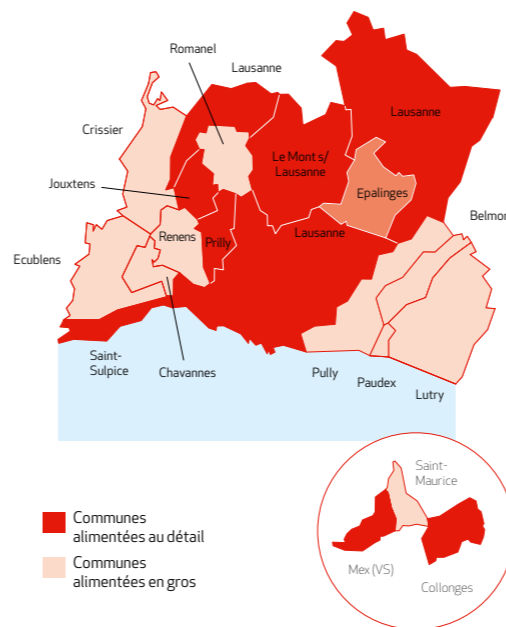 Romanel
Lausanne
Crissier
Lausanne
Le Mont s/
Lausanne
Jouxtens
Epalinges
Belmon
Renens
Prilly
Lausanne
Ecublens
Saint-
Sulpice
Chavannes
Pully
Paudex
Lutry
Saint-
Maurice
Communes
alimentées au détail
Communes
alimentées en gros
Mex (VS)
Collonges